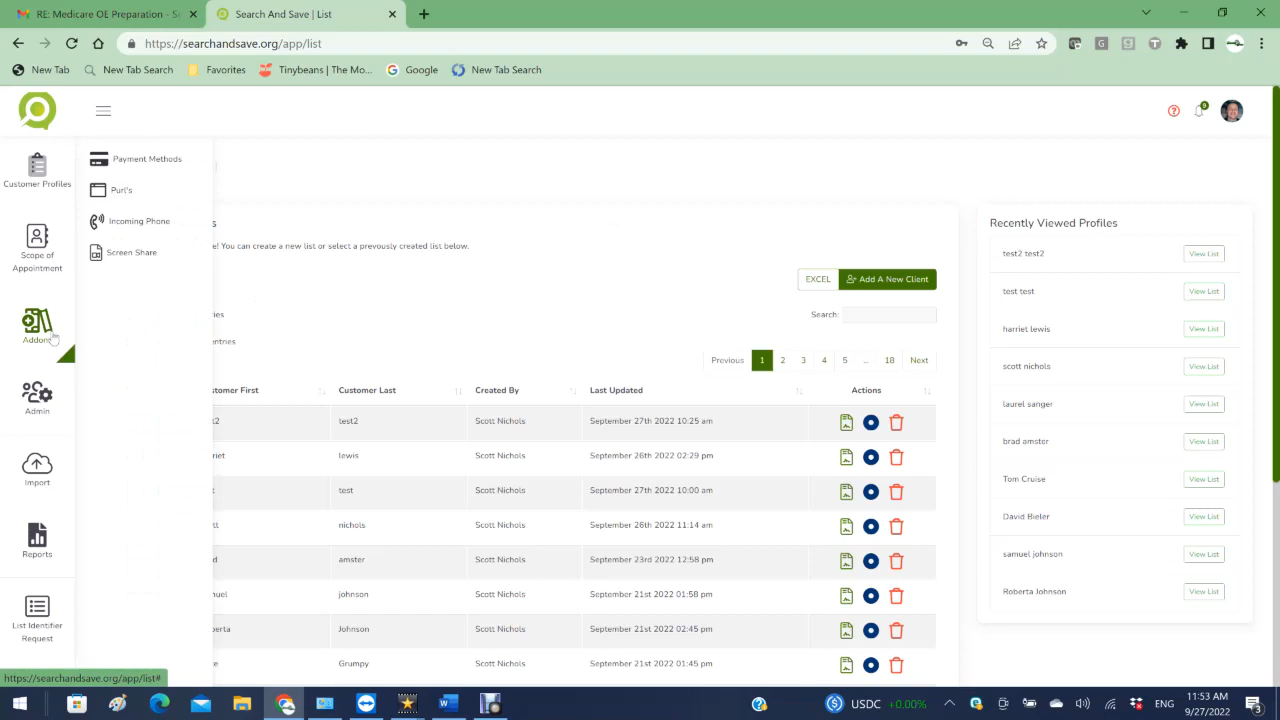 RE: Medicare OE Preparation - S
Search And Save | List
https://searchandsave.org/app/list
New Tab
New Tab Search
Favorites
Tinybeans | The Mo...
Google
New Tab Search
9
Customer Profiles
Scope of
Appointment
Addons
Admin
Import
Reports
List Identifier
Request
Payment Methods
Purl's
Incoming Phone
Screen Share
s
e! You can create a new list or select a prevously created list below.
EXCEL
Add A New Client
ries
Search:
entries
Previous 1 2 3 4 5 ... 18 Next
stomer First Customer Last Created By Last Updated Actions
t2 test2 Scott Nichols September 27th 2022 10:25 am
riet lewis Scott Nichols September 26th 2022 02:29 pm
t test Scott Nichols September 27th 2022 10:00 am
tt nichols Scott Nichols September 26th 2022 11:14 am
d amster Scott Nichols September 23rd 2022 12:58 pm
nuel johnson Scott Nichols September 21st 2022 01:58 pm
berta Johnson Scott Nichols September 21st 2022 02:45 pm
e Grumpy Scott Nichols September 21st 2022 01:45 pm
Recently Viewed Profiles
test2 test2 View List
test test View List
harriet lewis View List
scott nichols View List
laurel sanger View List
brad amster View List
Tom Cruise View List
David Bieler View List
samuel johnson View List
Roberta Johnson View List
https://searchandsave.org/app/list#
USDC +0.00%
ENG
11:53 AM
9/27/2022
3